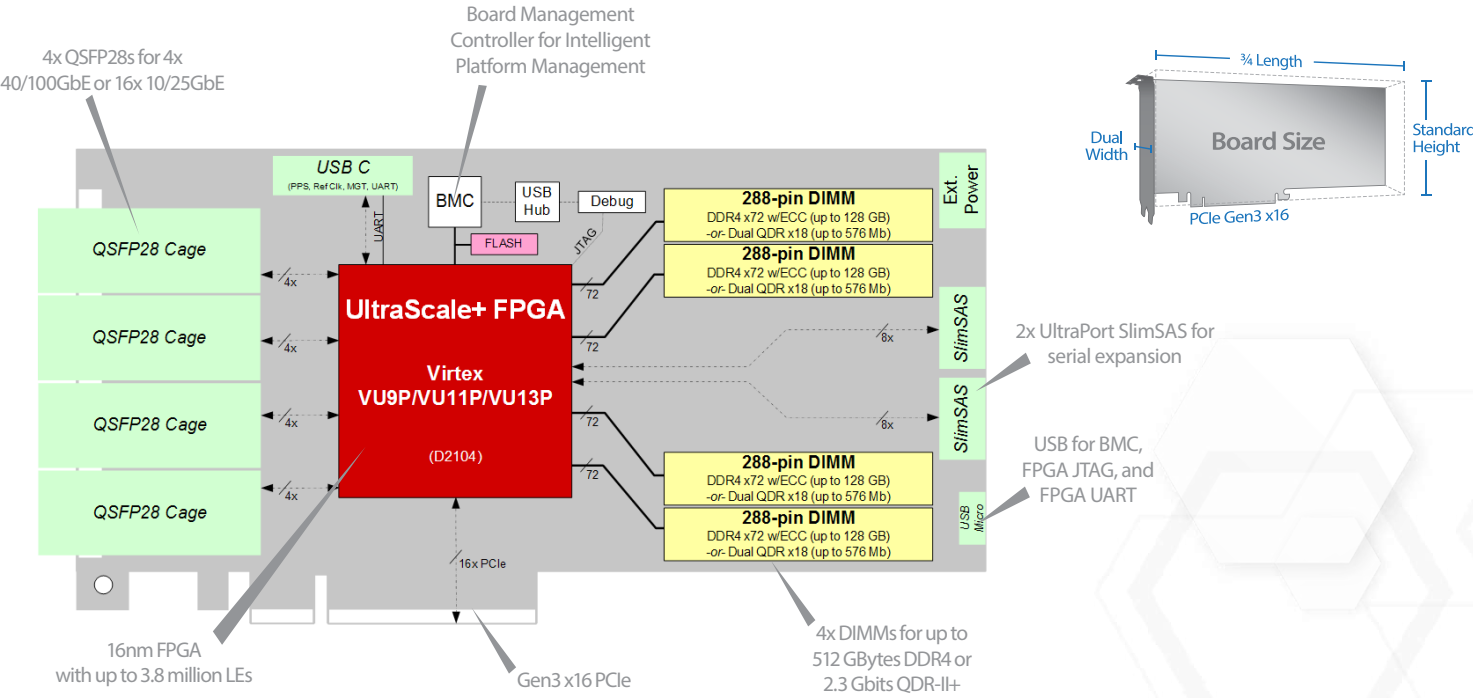 Board Management
Controller for Intelligent
Platform Management
4x QSFP28s for 4x
40/100GbE or 16x 10/25GbE
¾ Length
Board Size
Dual
Width
Standard
Height
PCIe Gen3 x16
USB C
(PPS, Ref Clk, MGT, UART)
UART
BMC
USB
Hub
Debug
FLASH
JTAG
Ext.
Power
288-pin DIMM
DDR4 x72 w/ECC (up to 128 GB)
-or- Dual QDR x18 (up to 576 Mb)
288-pin DIMM
DDR4 x72 w/ECC (up to 128 GB)
-or- Dual QDR x18 (up to 576 Mb)
QSFP28 Cage
QSFP28 Cage
QSFP28 Cage
QSFP28 Cage
4x
4x
4x
4x
UltraScale+ FPGA
Virtex
VU9P/VU11P/VU13P
(D2104)
72
72
72
72
8x
8x
SlimSAS
SlimSAS
2x UltraPort SlimSAS for
serial expansion
USB for BMC,
FPGA JTAG, and
FPGA UART
USB
Micro
288-pin DIMM
DDR4 x72 w/ECC (up to 128 GB)
-or- Dual QDR x18 (up to 576 Mb)
288-pin DIMM
DDR4 x72 w/ECC (up to 128 GB)
-or- Dual QDR x18 (up to 576 Mb)
16x PCIe
16nm FPGA
with up to 3.8 million LEs
Gen3 x16 PCIe
4x DIMMs for up to
512 GBytes DDR4 or
2.3 Gbits QDR-II+